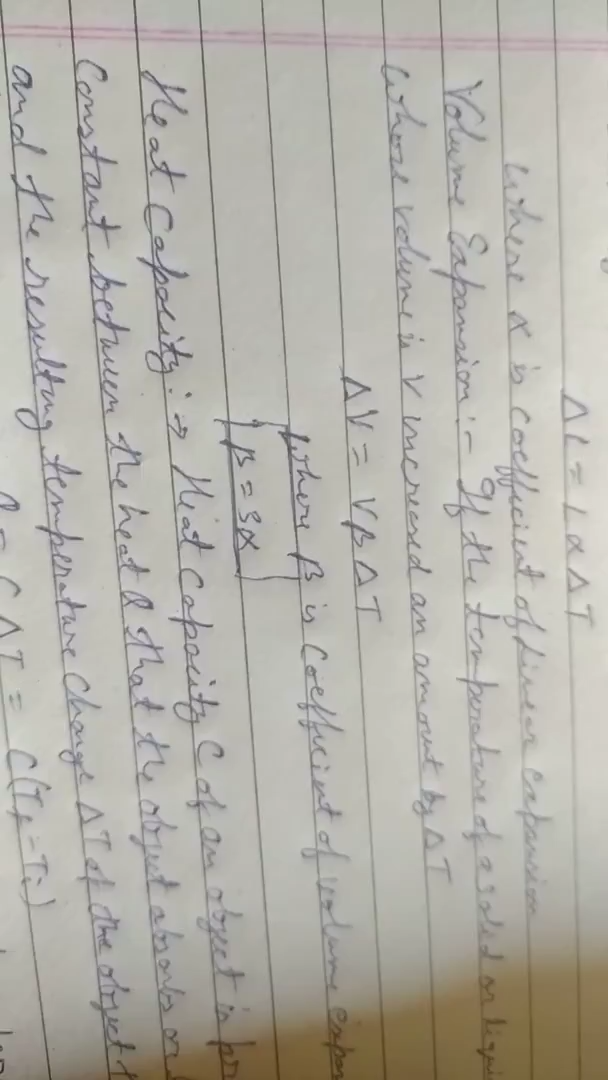 ΔL = L α ΔT
where α is coefficient of linear expansion
Volume Expansion :- If the temperature of a solid or liqui
whose volume is V increased an amount by ΔT
ΔV = VβΔT
where β is coefficient of volume expan
β = 3α
Heat Capacity :→ Heat capacity C of an object is pr
Constant between the heat Q that the object absorbs or
and the resulting temperature change ΔT of the object
Q = C ΔT = C(Tf - Ti)